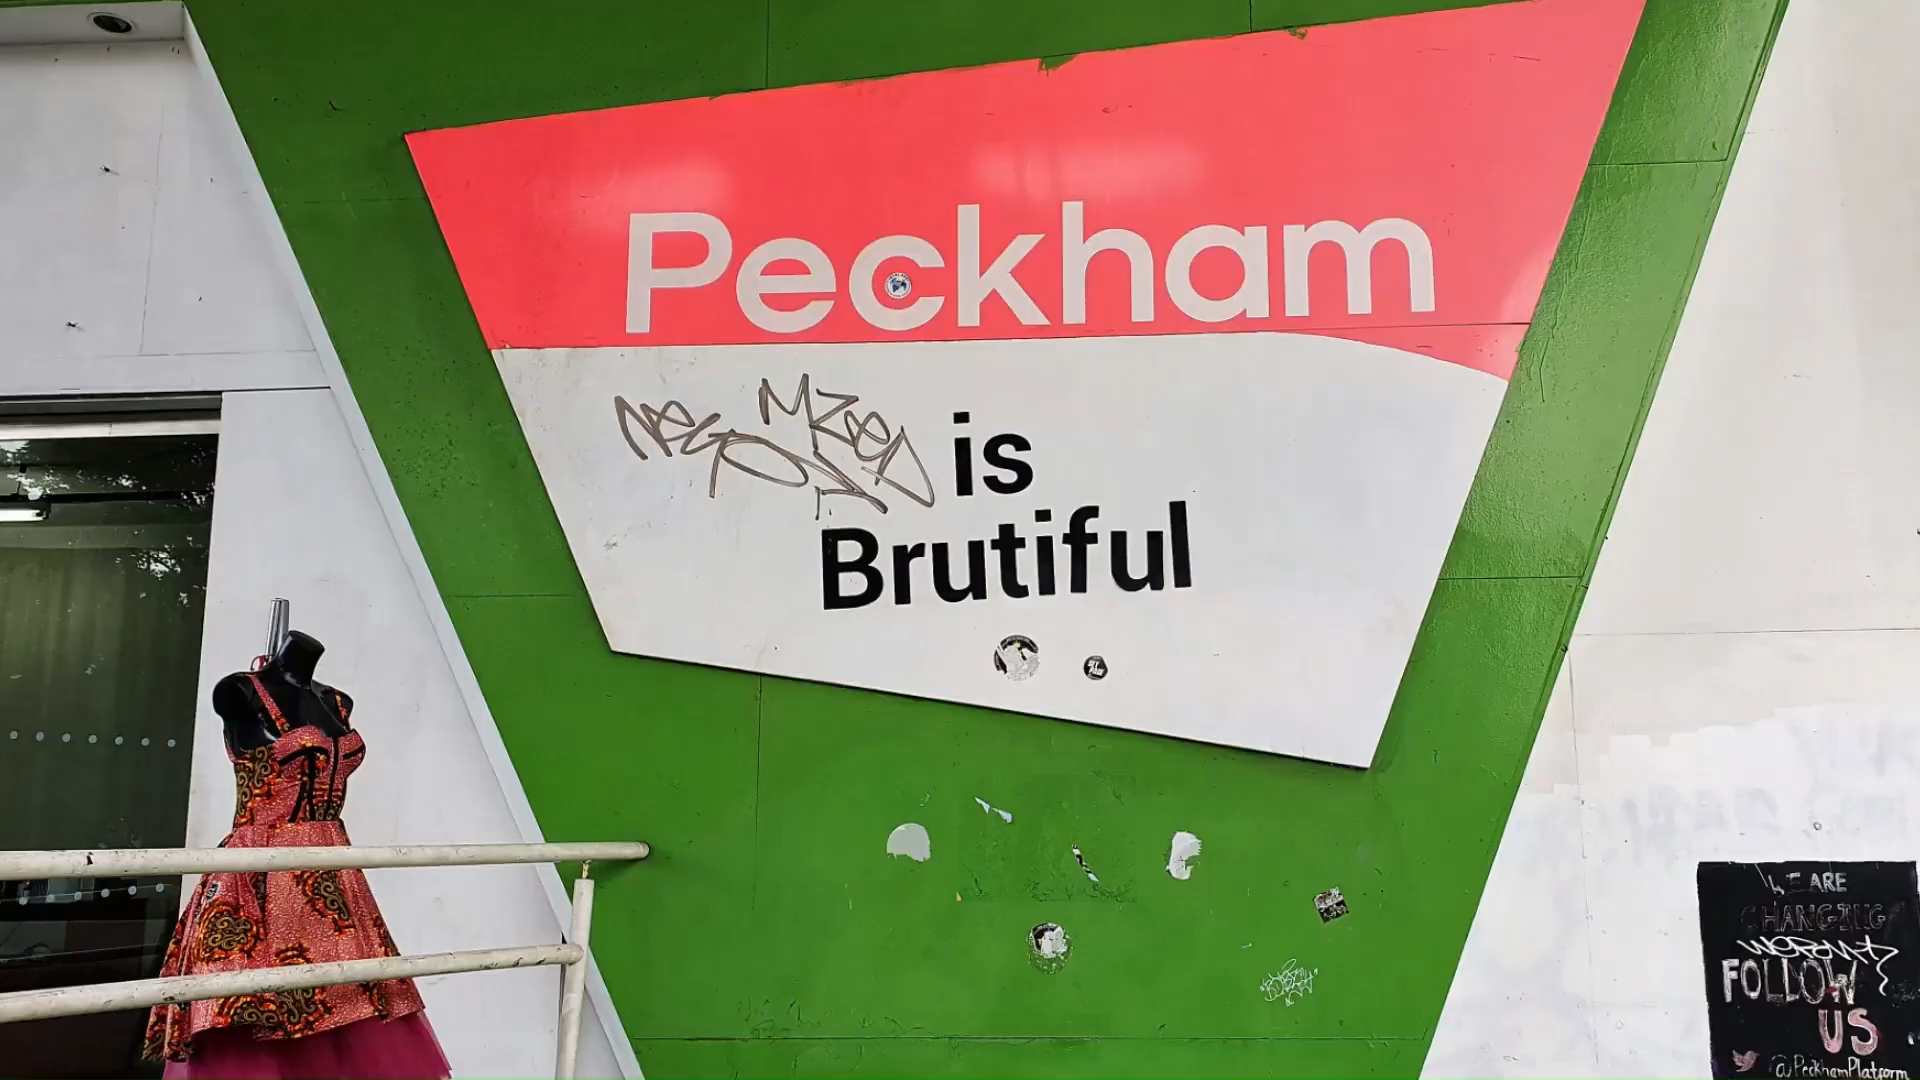 Peckham
is
Brutiful
WE ARE
CHANGING
FOLLOW
US
@PeckhamPlatform